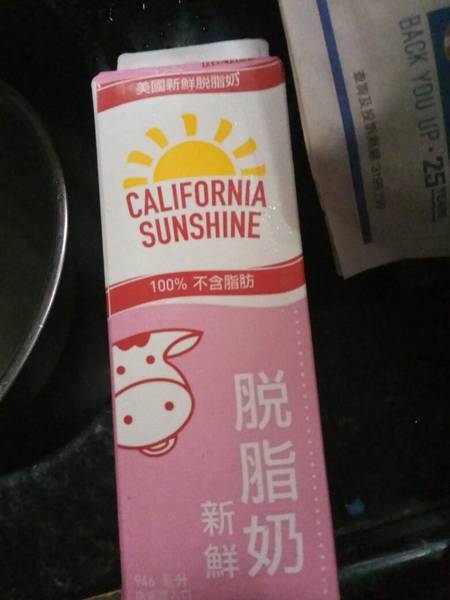 美國新鮮脫脂奶
CALIFORNIA
SUNSHINE
100% 不含脂肪
脫脂奶
新鮮
946 毫升
BACK YOU UP • 25